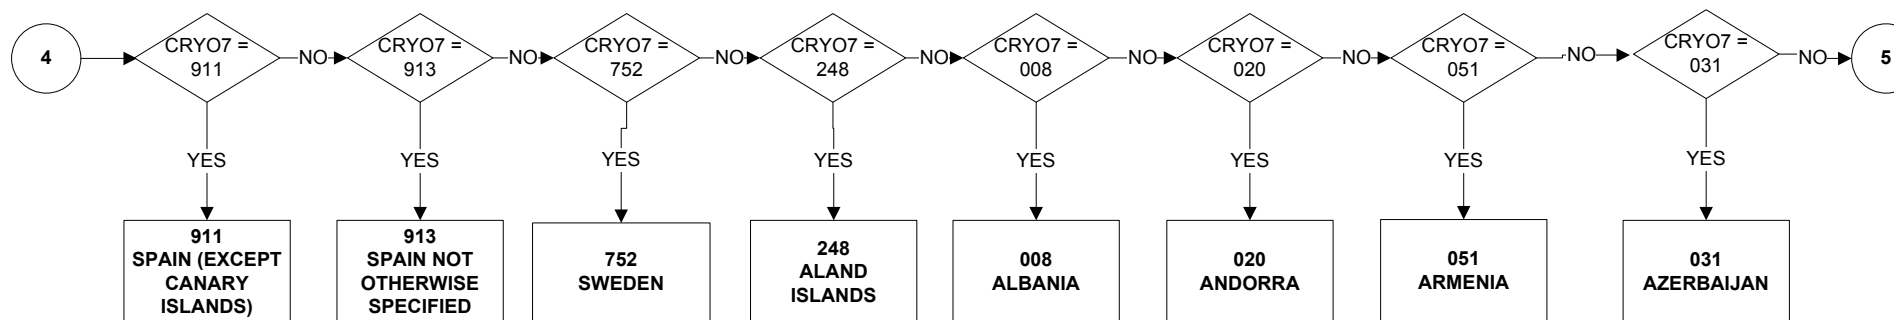 4
CRYO7 =
911
NO
CRYO7 =
913
NO
CRYO7 =
752
NO
CRYO7 =
248
NO
CRYO7 =
008
NO
CRYO7 =
020
NO
CRYO7 =
051
NO
CRYO7 =
031
NO
5
YES
YES
YES
YES
YES
YES
YES
YES
911
SPAIN (EXCEPT
CANARY
ISLANDS)
913
SPAIN NOT
OTHERWISE
SPECIFIED
752
SWEDEN
248
ALAND
ISLANDS
008
ALBANIA
020
ANDORRA
051
ARMENIA
031
AZERBAIJAN